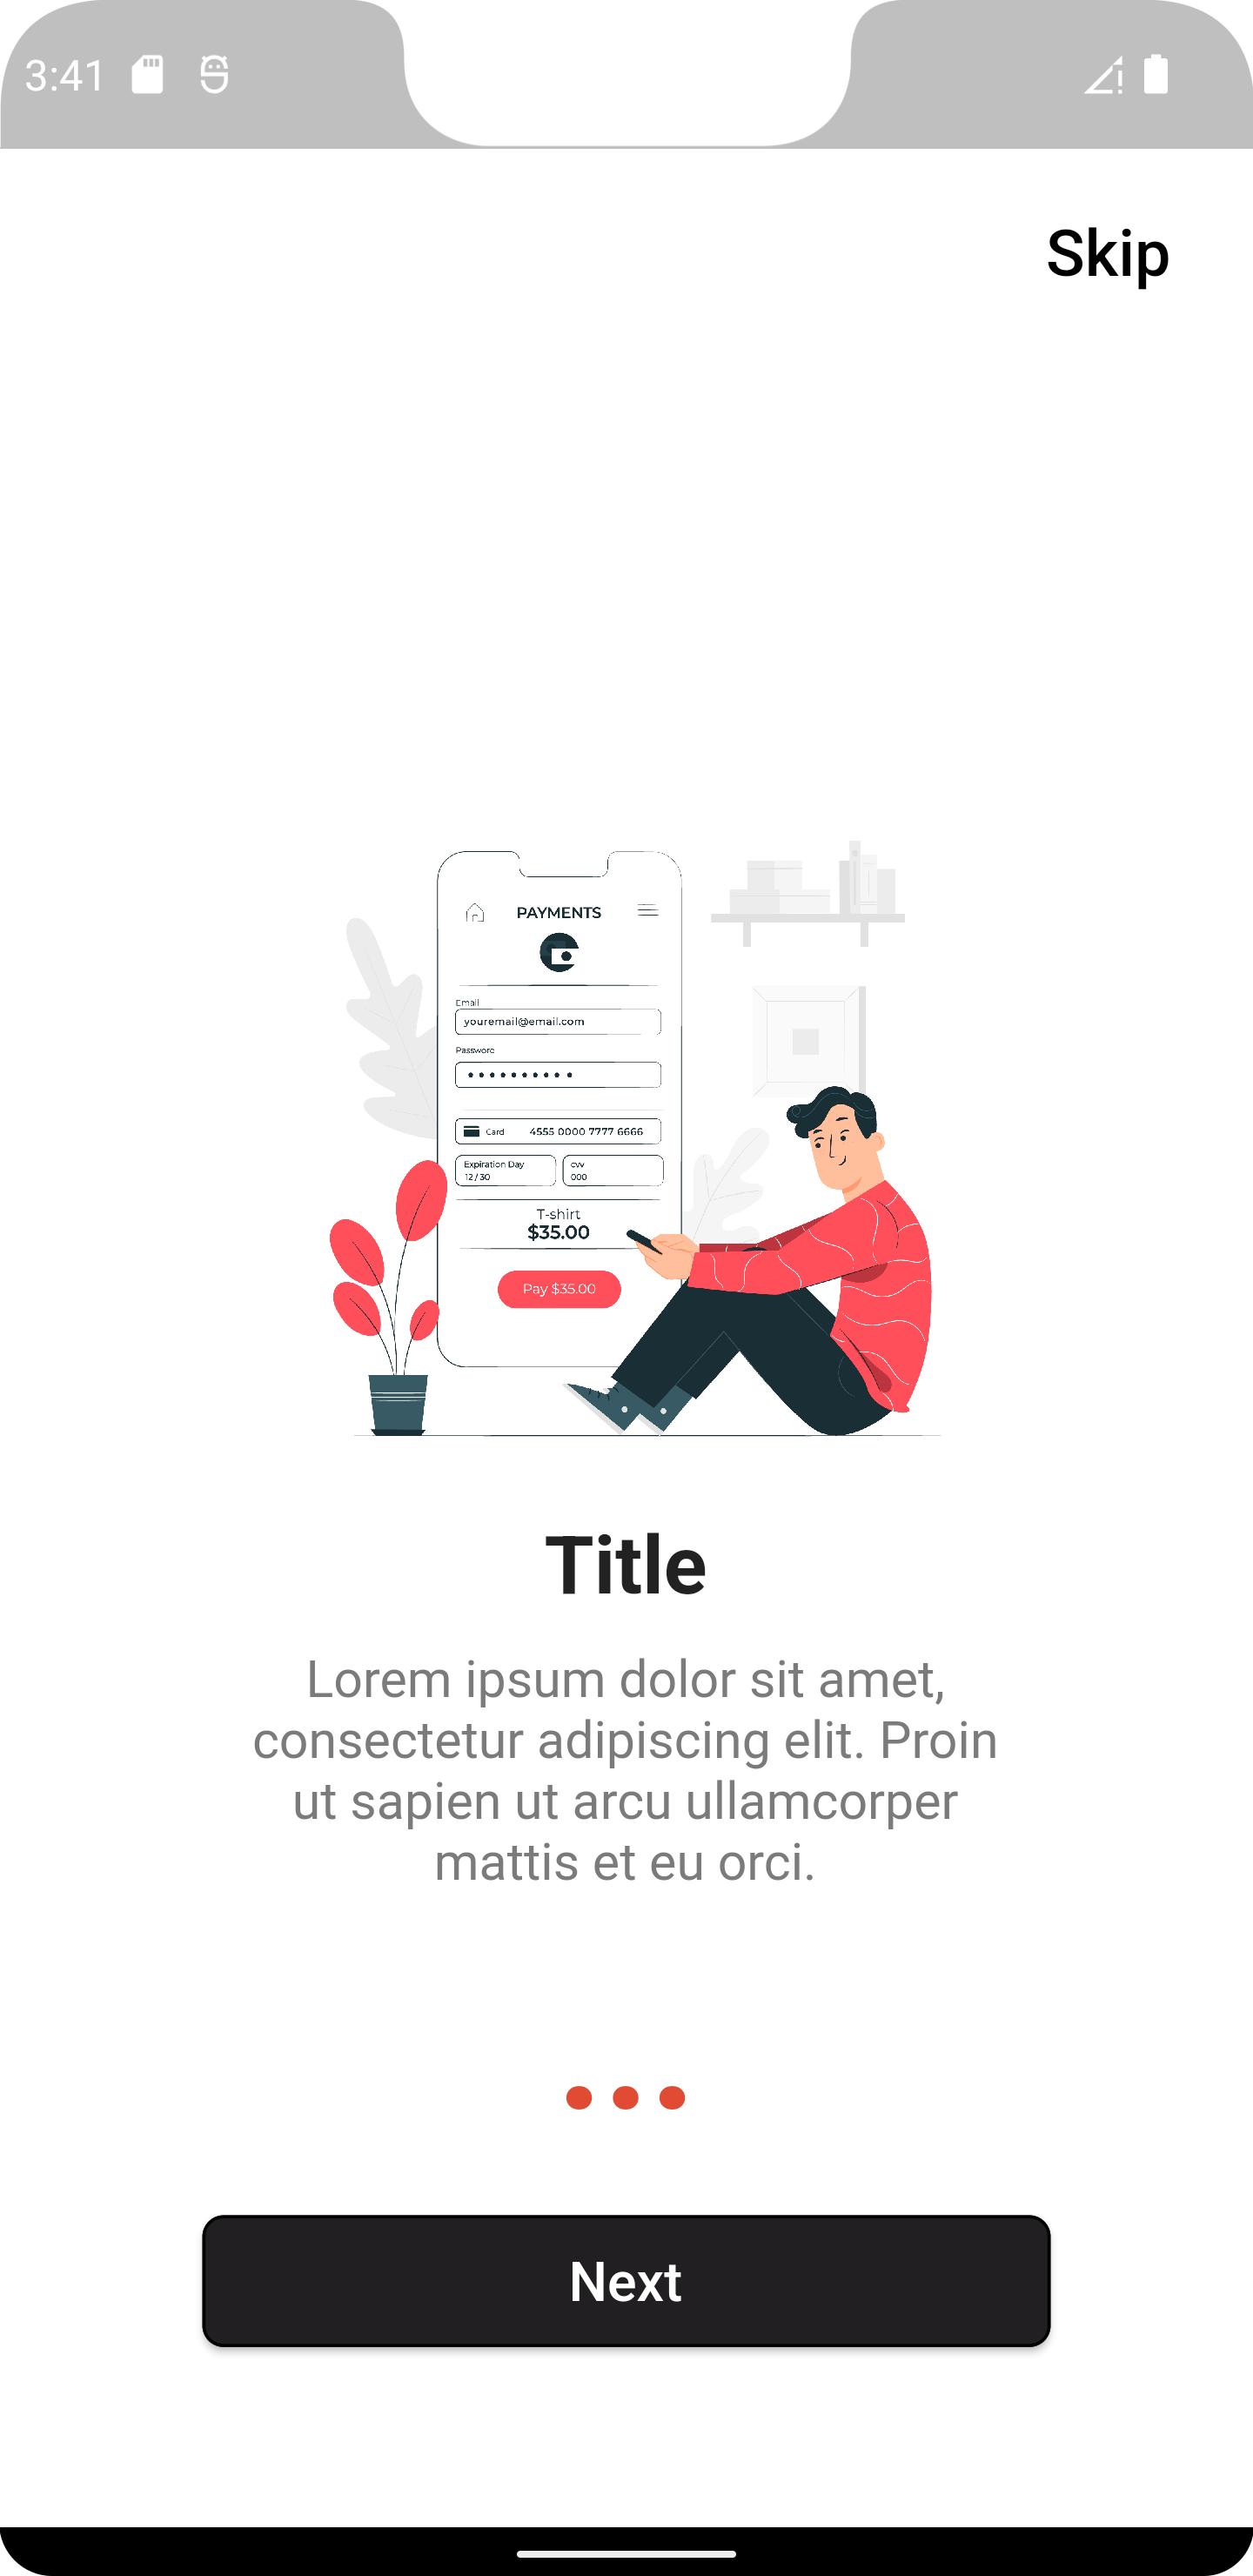 3:41
Skip
PAYMENTS
Email
youremail@email.com
Passworc
Card 4555 0000 7777 6666
Expiration Day cvv
12 / 30 000
T-shirt
$35.00
Pay $35.00
Title
Lorem ipsum dolor sit amet,
consectetur adipiscing elit. Proin
ut sapien ut arcu ullamcorper
mattis et eu orci.
Next